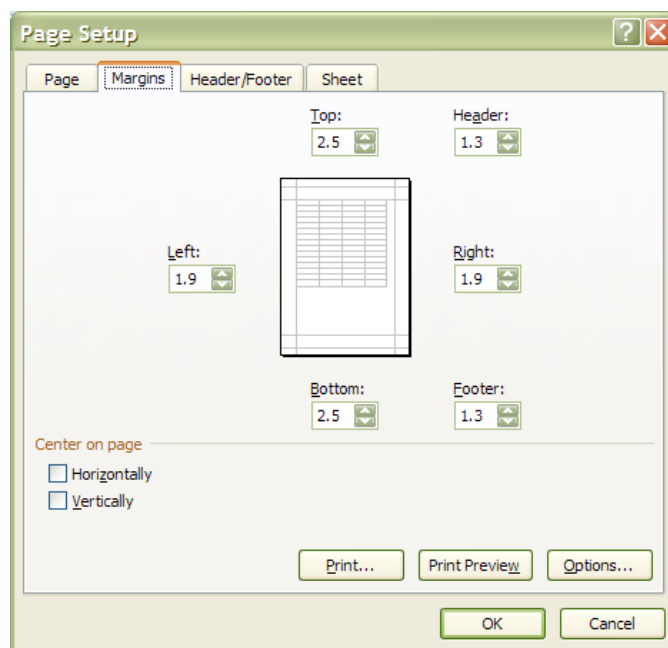 Page Setup
Page Margins Header/Footer Sheet
Top: Header:
2.5 1.3
Left: Right:
1.9 1.9
Bottom: Footer:
2.5 1.3
Center on page
Horizontally
Vertically
Print... Print Preview Options...
OK Cancel